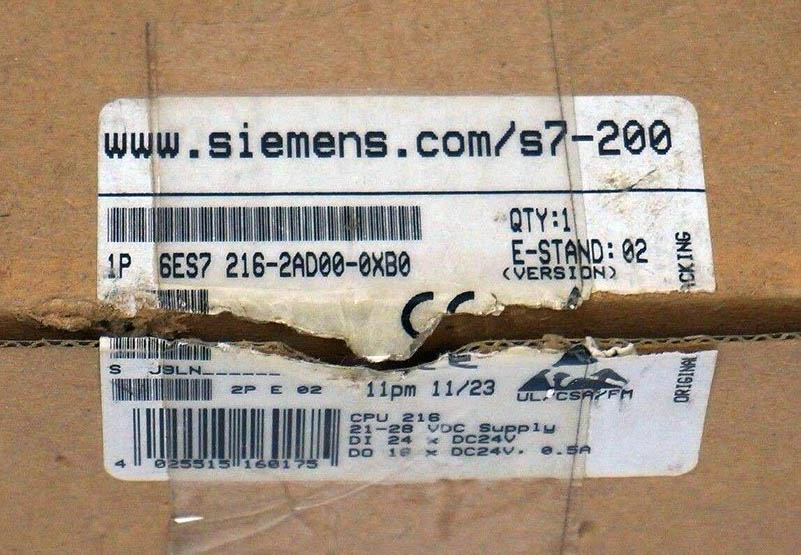 www.siemens.com/s7-200
QTY:1
1P 6ES7 216-2AD00-0XB0
E-STAND: 02
(VERSION)
CE
S J9LN______
2P E 02
11pm 11/23
UL/CSA/FM
CPU 216
21-28 VDC Supply
DI 24 x DC24V
DO 16 x DC24V, 0.5A
4 025515 160175
ORIGINAL